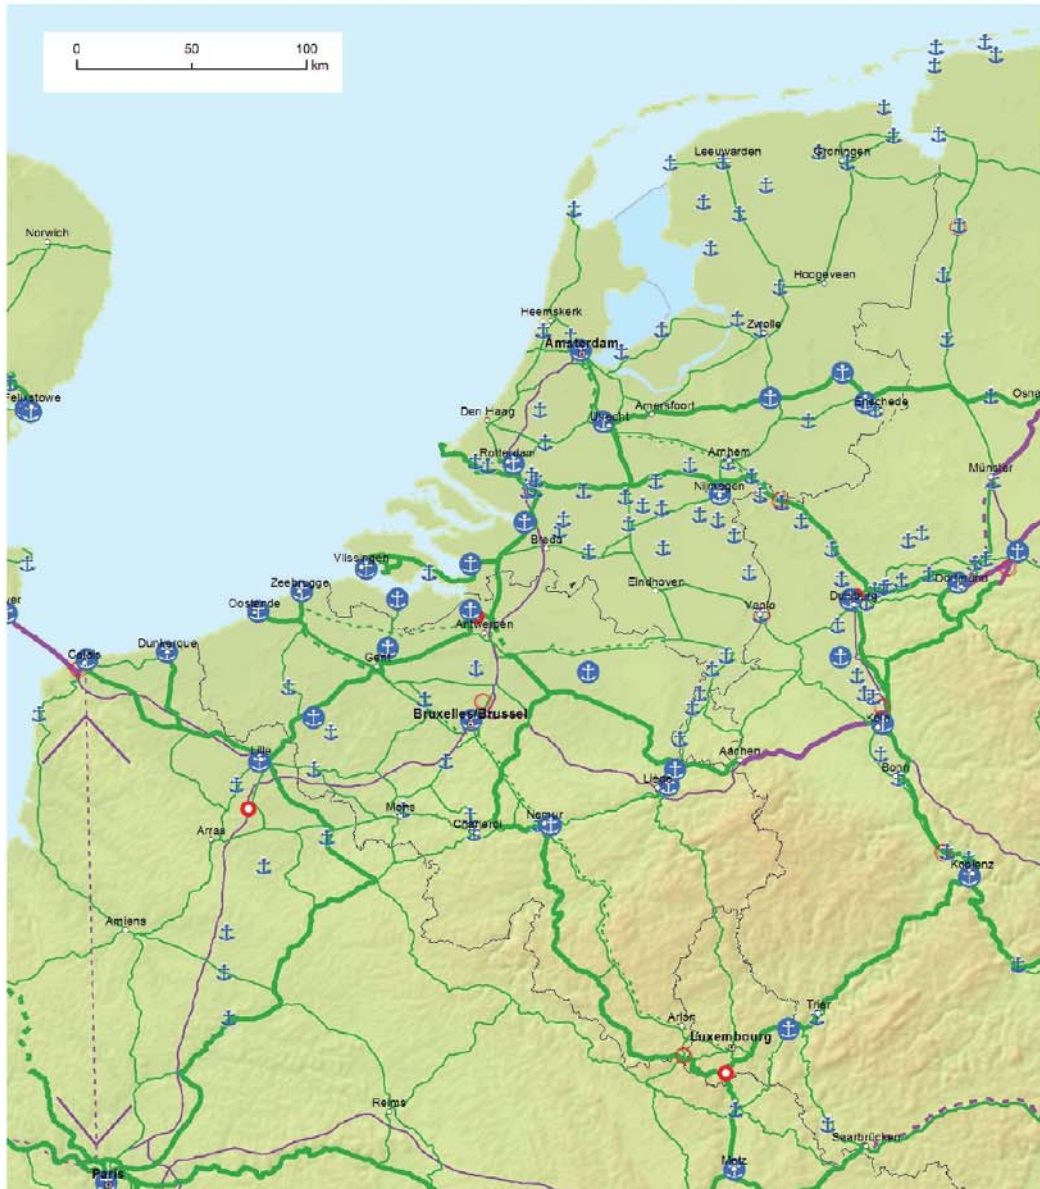 0 50 100
km
Leeuwarden
Groningen
Norwich
Hoogeveen
Heemskerk
Zwolle
Amsterdam
Felixstowe
Enschede
Osna
Den Haag
Amersfoort
Utrecht
Rotterdam
Arnhem
Münster
Nijmegen
Breda
Vlissingen
Eindhoven
Dortmund
Zeebrugge
Duisburg
Venlo
ver
Oostende
Antwerpen
Dunkerque
Calais
Gent
Bruxelles/Brussel
Köln
Lille
Aachen
Bonn
Liège
Mons
Namur
Charleroi
Arras
Koblenz
Amiens
Trier
Arlon
Luxembourg
Reims
Saarbrücken
Metz
Paris